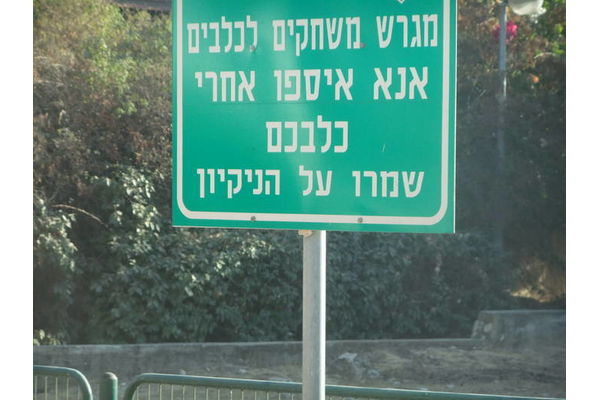 מגרש משחקים לכלבים
אנא איספו אחרי
כלבכם
שמרו על הניקיון